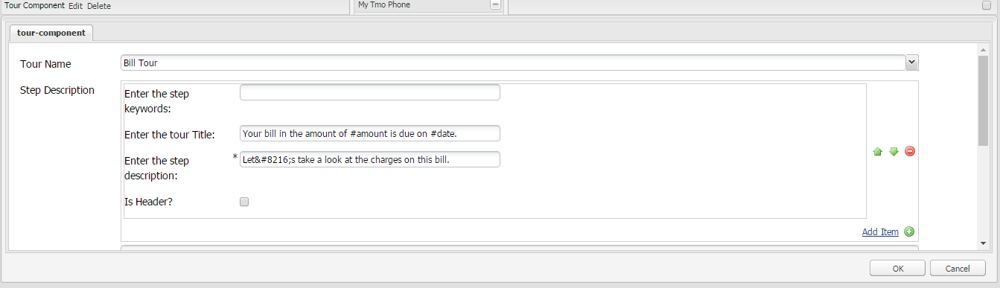 Tour Component Edit Delete
My Tmo Phone
tour-component
Tour Name
Bill Tour
Step Description
Enter the step
keywords:
Enter the tour Title:
Your bill in the amount of #amount is due on #date.
Enter the step
description:
*
Let&#8216;s take a look at the charges on this bill.
Is Header?
Add Item
OK
Cancel